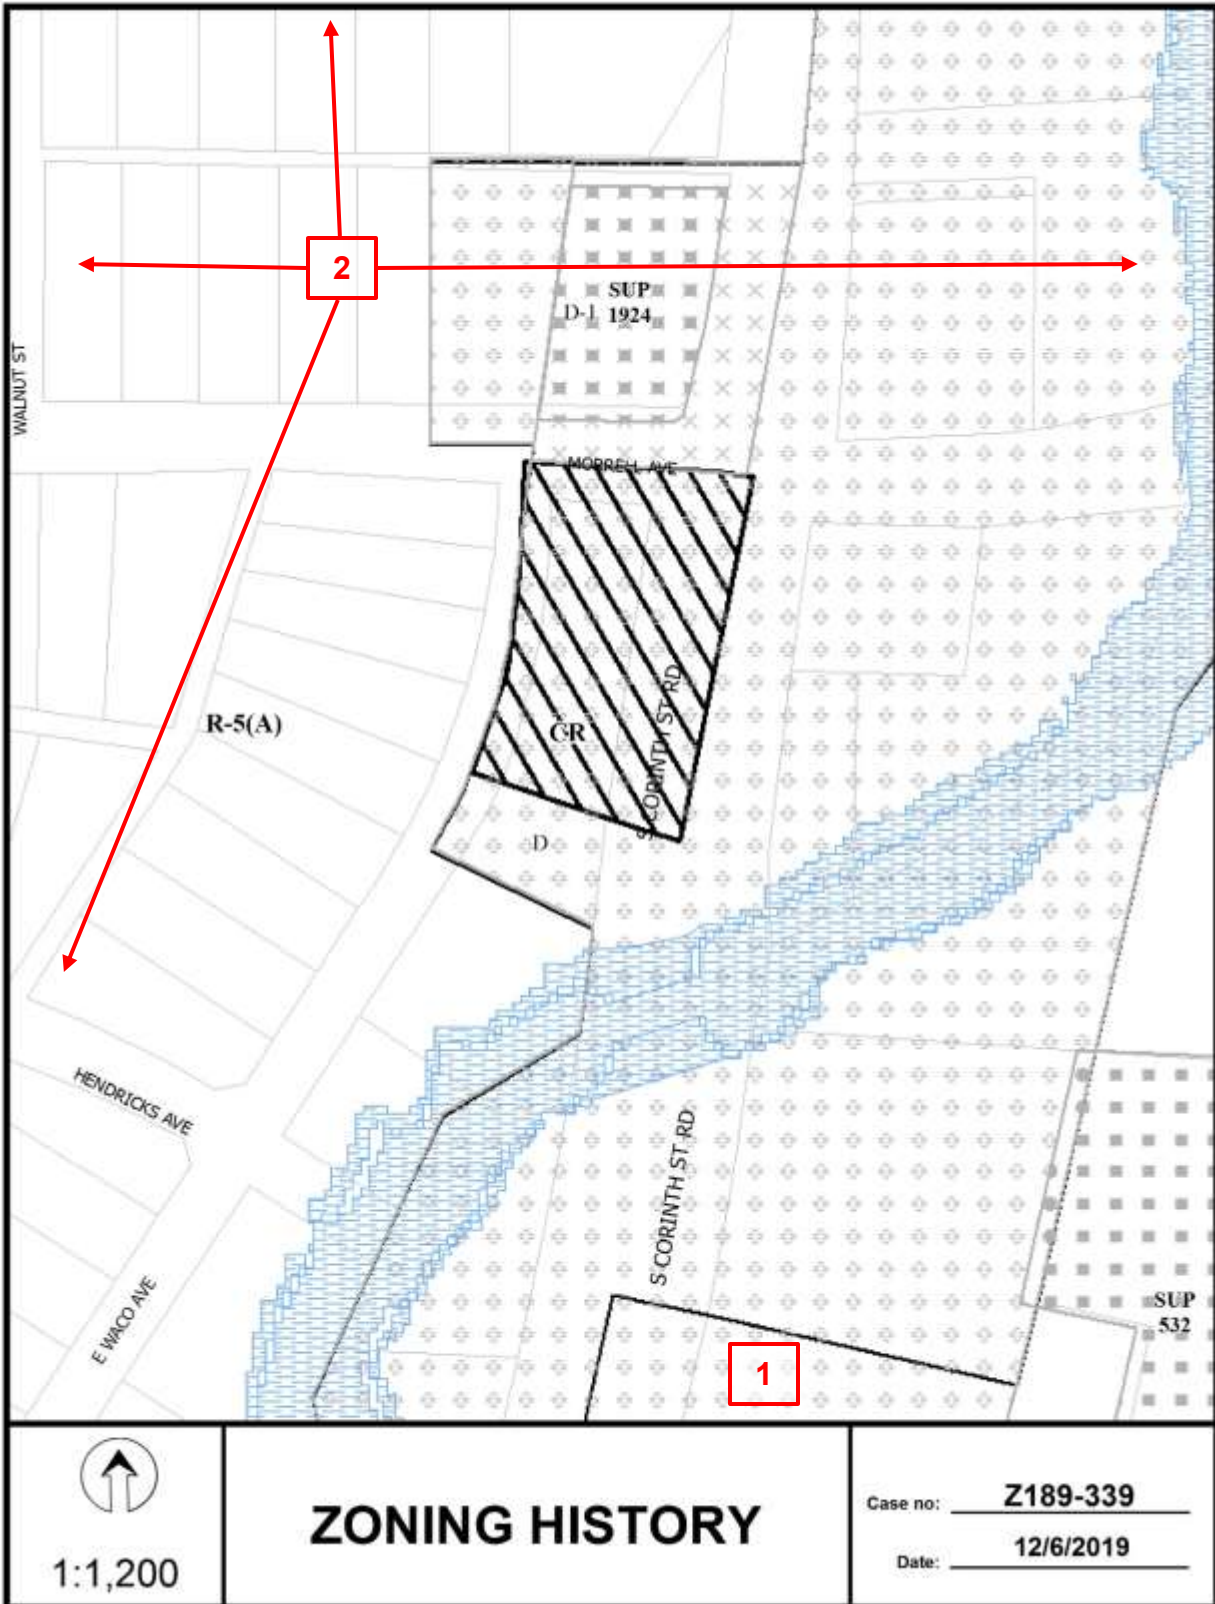 2
SUP
1924
D-1
WALNUT ST
MORRELL AVE
R-5(A)
CR
S CORINTH ST RD
D
HENDRICKS AVE
S CORINTH ST RD
E WACO AVE
SUP
532
1
1:1,200
ZONING HISTORY
Case no: Z189-339
Date: 12/6/2019